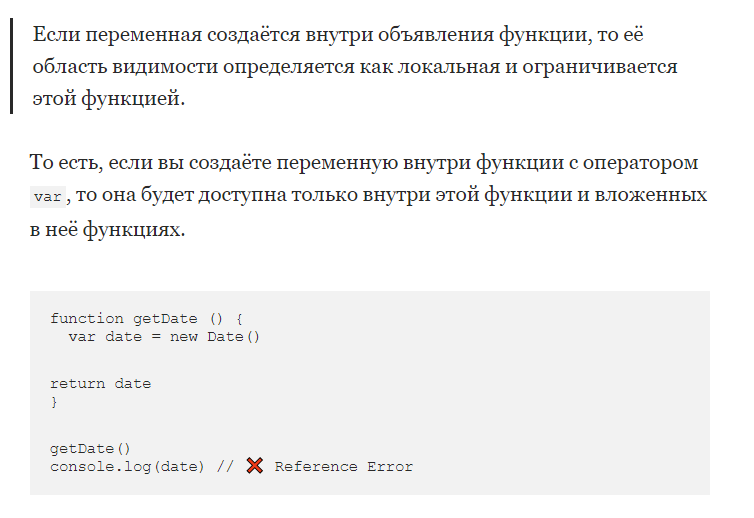 Если переменная создаётся внутри объявления функции, то её
область видимости определяется как локальная и ограничивается
этой функцией.
То есть, если вы создаёте переменную внутри функции с оператором
var, то она будет доступна только внутри этой функции и вложенных
в неё функциях.
function getDate () {
  var date = new Date()
return date
}
getDate()
console.log(date) // ❌ Reference Error